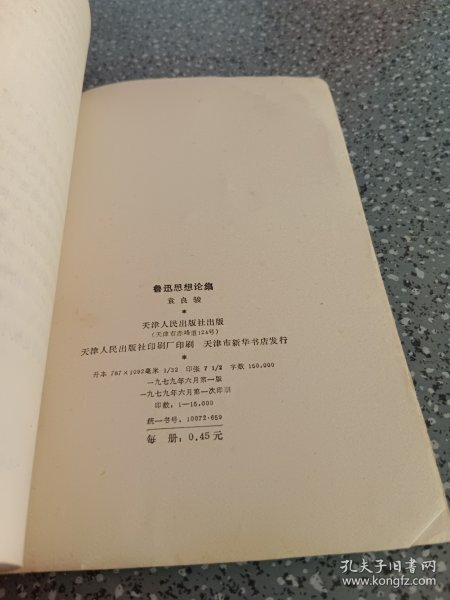 鲁迅思想论集
袁良骏
*
天津人民出版社出版
(天津市赤峰道124号)
天津人民出版社印刷厂印刷 天津市新华书店发行
*
开本 787×1092毫米 1/32 印张 7 1/2 字数 150,000
一九七九年六月第一版
一九七九年六月第一次印刷
印数：1—15,000
统一书号：10072·659
每 册：0.45元
孔夫子旧书网
www.kongfz.com